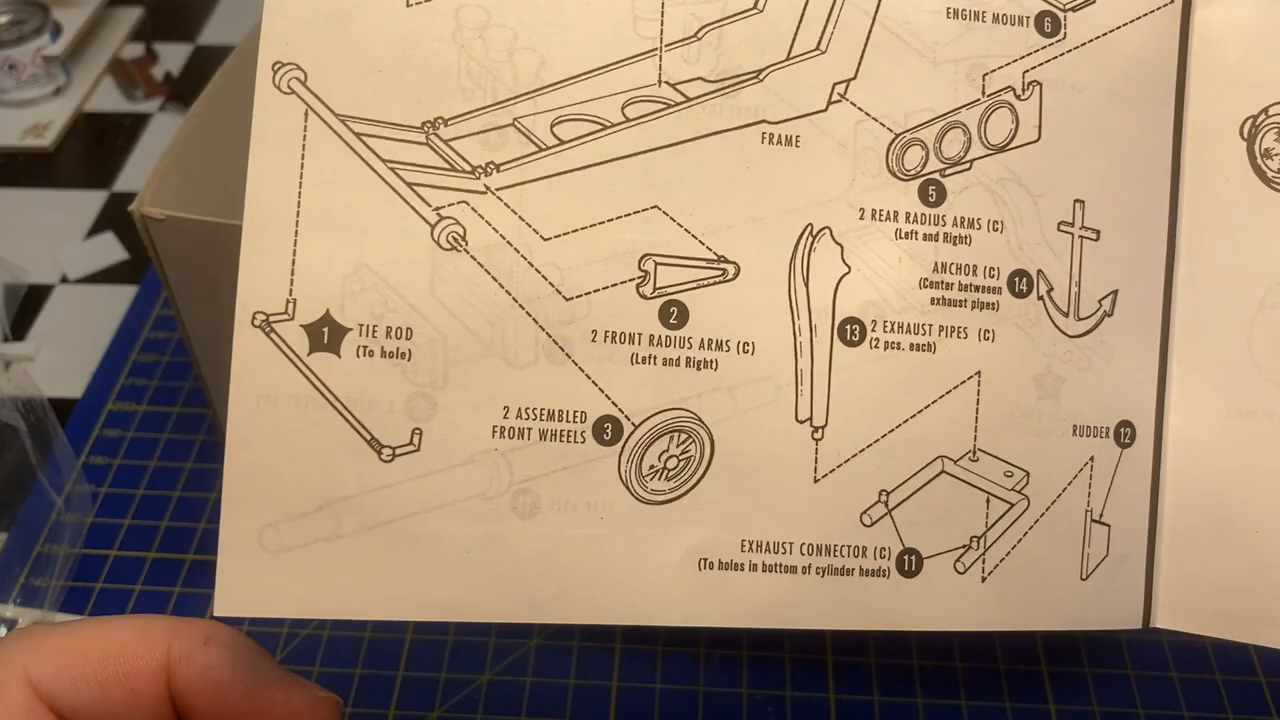 ENGINE MOUNT 6
FRAME
5
2 REAR RADIUS ARMS (C)
(Left and Right)
ANCHOR (C)
(Center between
exhaust pipes)
14
1
TIE ROD
(To hole)
2
2 FRONT RADIUS ARMS (C)
(Left and Right)
13
2 EXHAUST PIPES (C)
(2 pcs. each)
2 ASSEMBLED
FRONT WHEELS
3
RUDDER 12
EXHAUST CONNECTOR (C)
(To holes in bottom of cylinder heads)
11